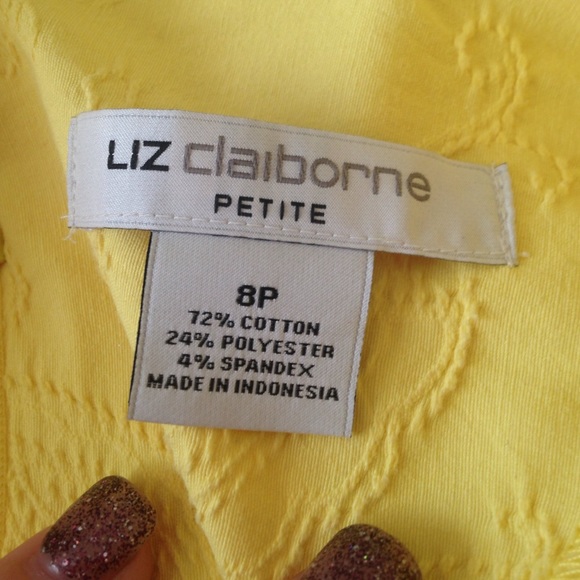 LIZ claiborne
PETITE
8P
72% COTTON
24% POLYESTER
4% SPANDEX
MADE IN INDONESIA